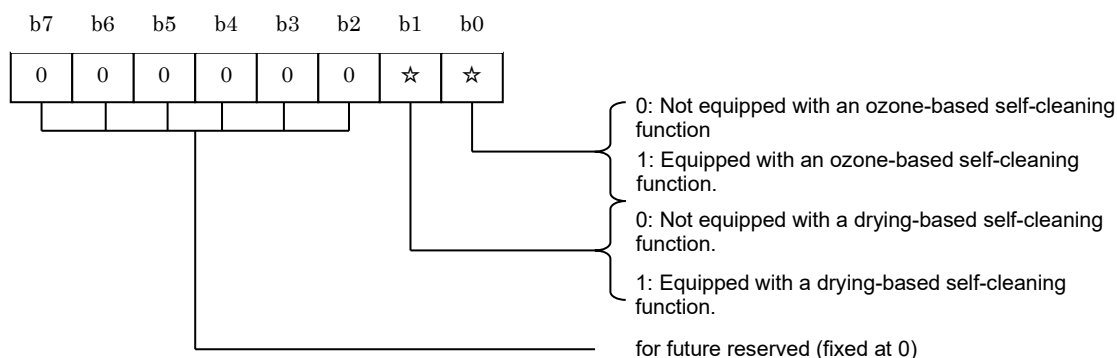 b7 b6 b5 b4 b3 b2 b1 b0
0 0 0 0 0 0 ☆ ☆
0: Not equipped with an ozone-based self-cleaning
function
1: Equipped with an ozone-based self-cleaning
function.
0: Not equipped with a drying-based self-cleaning
function.
1: Equipped with a drying-based self-cleaning
function.
for future reserved (fixed at 0)